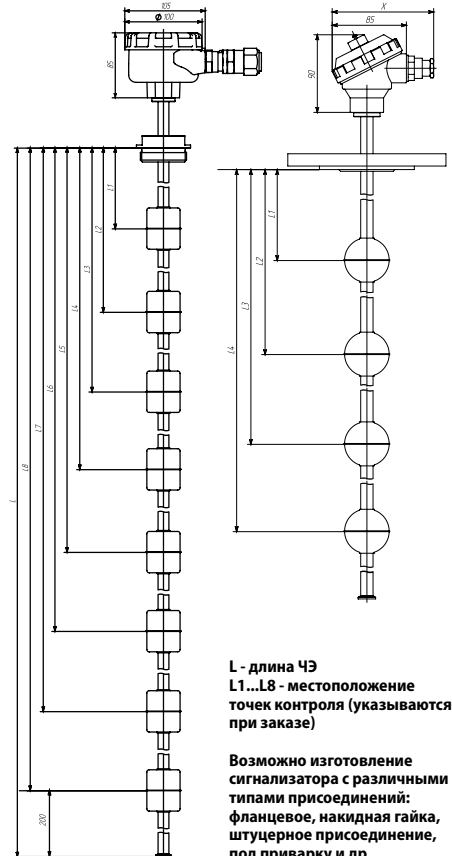 105
Ø 100
85
X
85
90
L1
L2
L3
L4
L5
L6
L7
L8
L
200
L1
L2
L3
L4
L - длина ЧЭ
L1...L8 - местоположение
точек контроля (указываются
при заказе)
Возможно изготовление
сигнализатора с различными
типами присоединений:
фланцевое, накидная гайка,
штуцерное присоединение,
под приварку и др